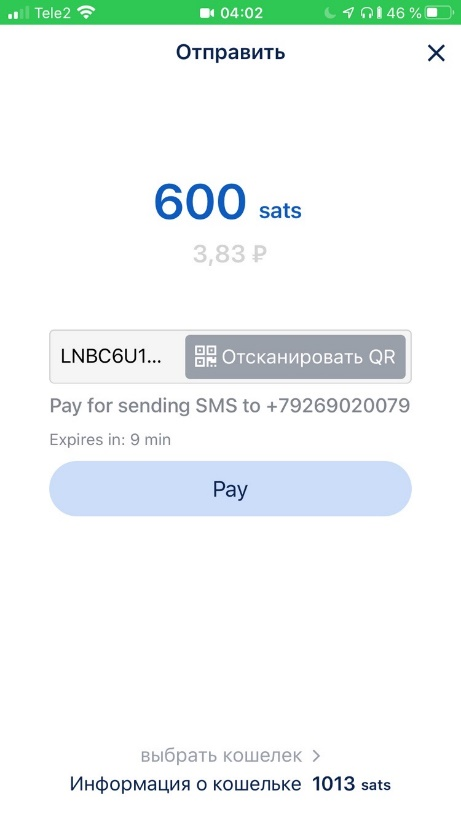 Tele2 04:02 46 %
Отправить
600 sats
3,83 ₽
LNBC6U1... Отсканировать QR
Pay for sending SMS to +79269020079
Expires in: 9 min
Pay
выбрать кошелек >
Информация о кошельке 1013 sats